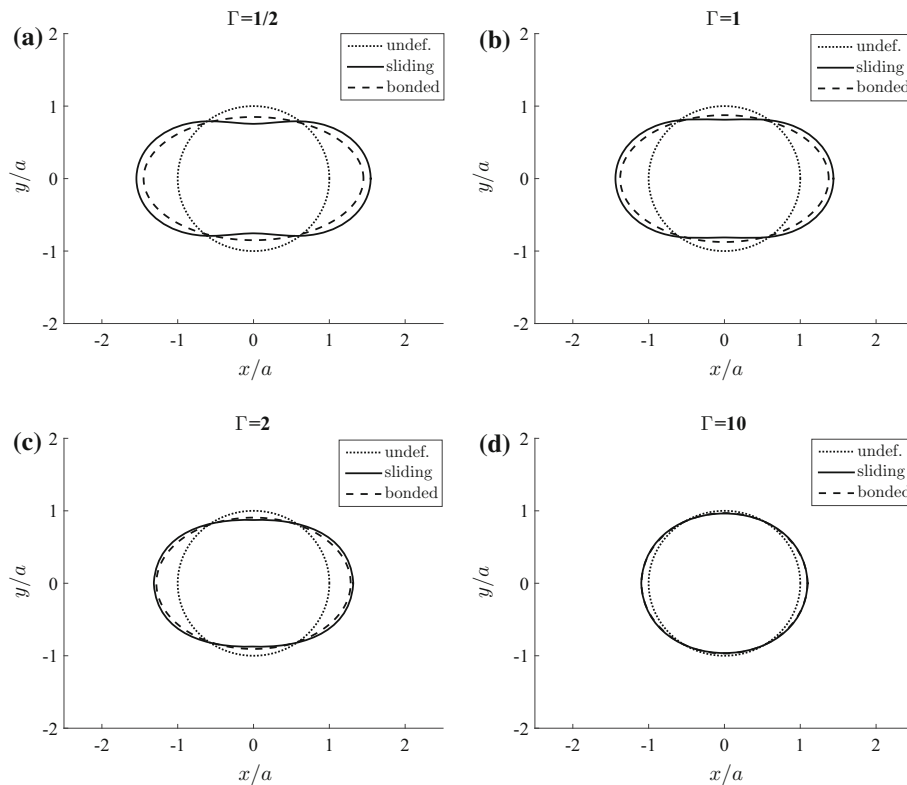 (a)
Γ=1/2
undef.
sliding
bonded
2
1
0
-1
-2
y/a
-2 -1 0 1 2
x/a
(b)
Γ=1
undef.
sliding
bonded
2
1
0
-1
-2
y/a
-2 -1 0 1 2
x/a
(c)
Γ=2
undef.
sliding
bonded
2
1
0
-1
-2
y/a
-2 -1 0 1 2
x/a
(d)
Γ=10
undef.
sliding
bonded
2
1
0
-1
-2
y/a
-2 -1 0 1 2
x/a